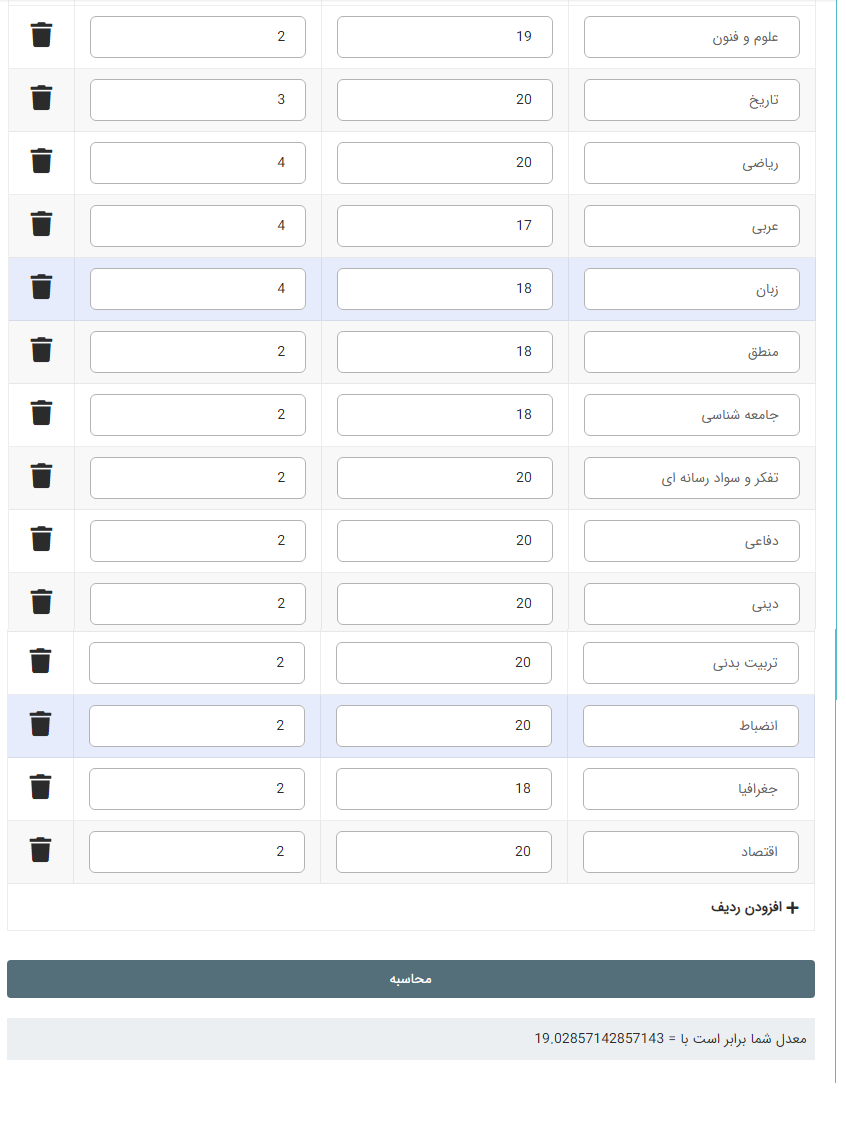 علوم و فنون 19 2
تاریخ 20 3
ریاضی 20 4
عربی 17 4
زبان 18 4
منطق 18 2
جامعه شناسی 18 2
تفکر و سواد رسانه ای 20 2
دفاعی 20 2
دینی 20 2
تربیت بدنی 20 2
انضباط 20 2
جغرافیا 18 2
اقتصاد 20 2
افزودن ردیف
محاسبه
معدل شما برابر است با = 19.02857142857143